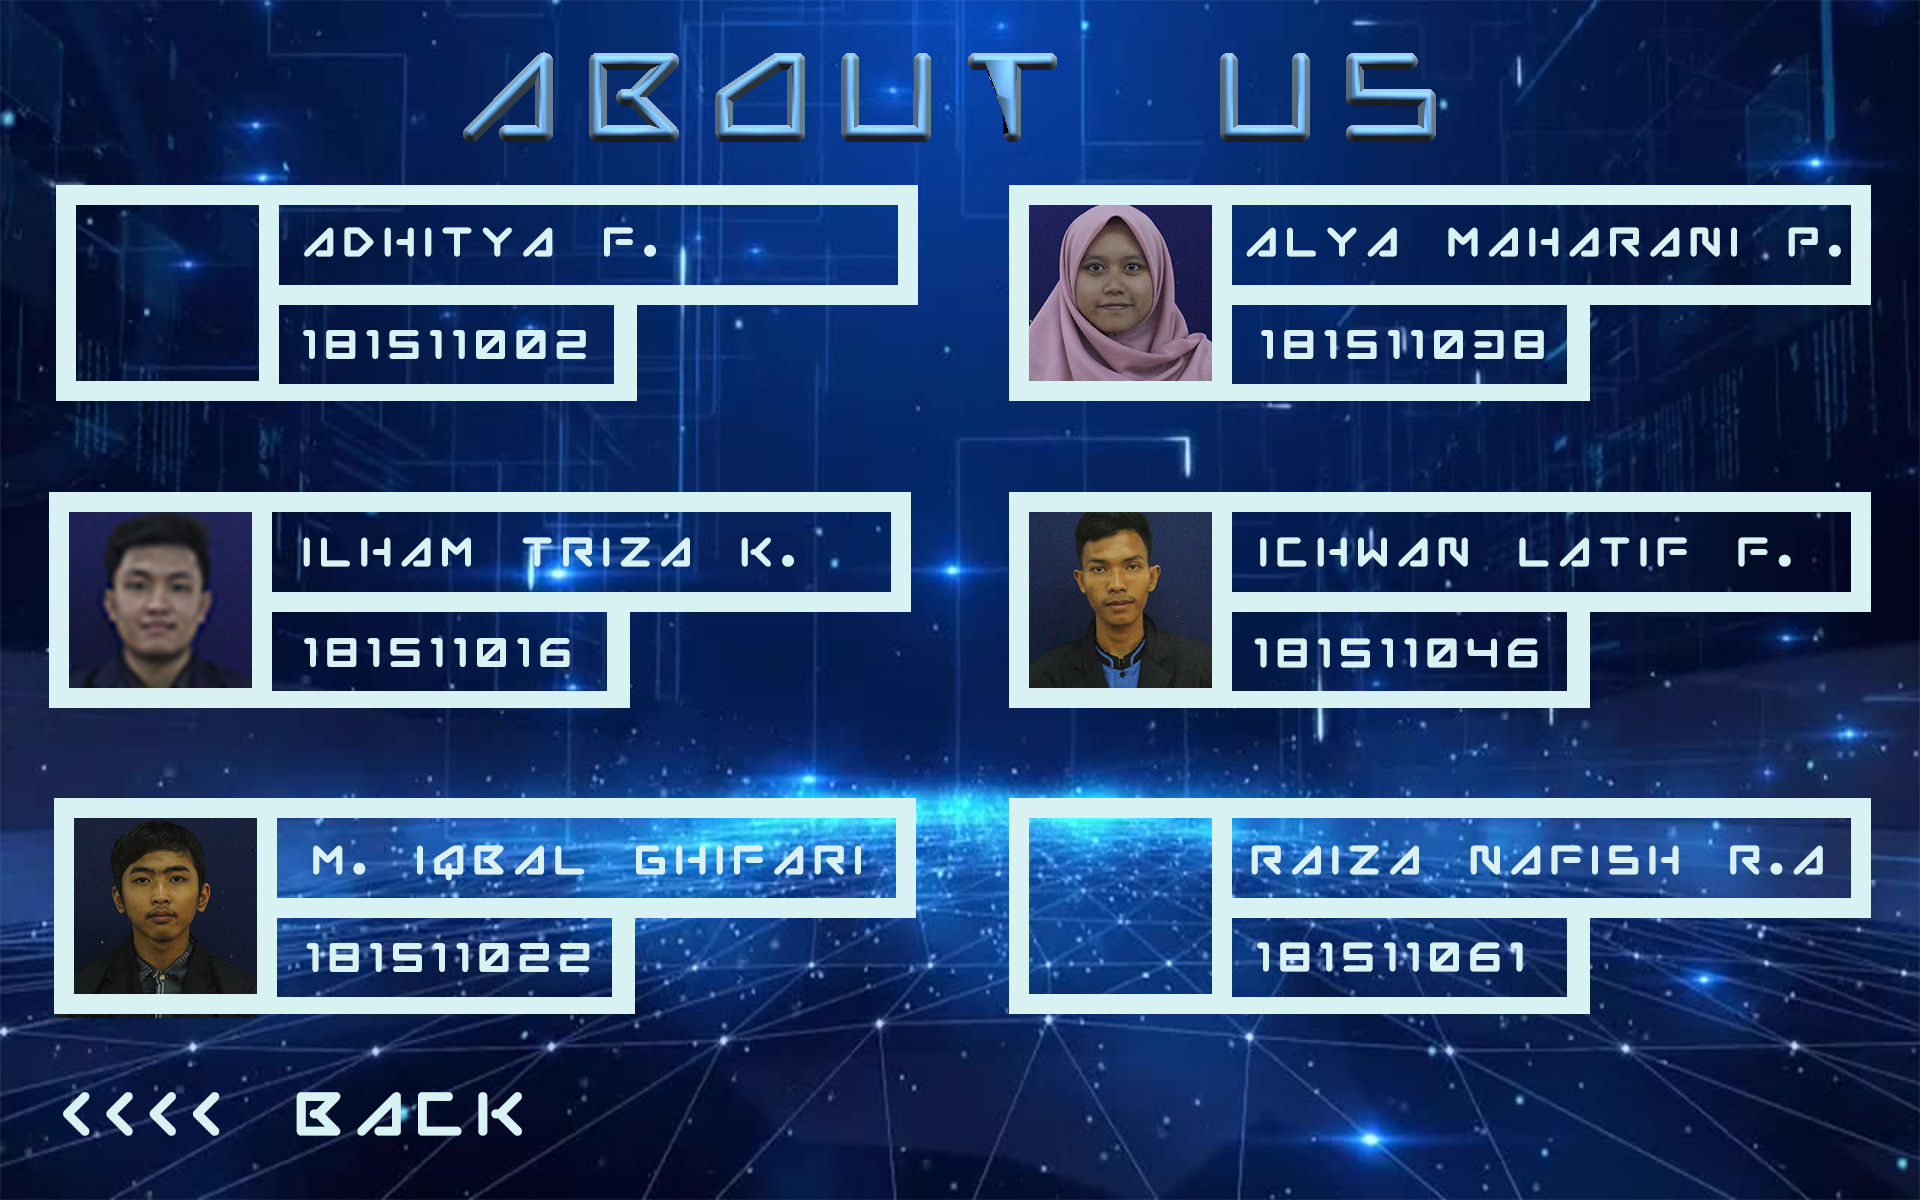 ABOUT US
ADHITYA F.
181511002
ALYA MAHARANI P.
181511038
ILHAM TRIZA K.
181511016
ICHWAN LATIF F.
181511046
M. IQBAL GHIFARI
181511022
RAIZA NAFISH R.A
181511061
<<<< BACK